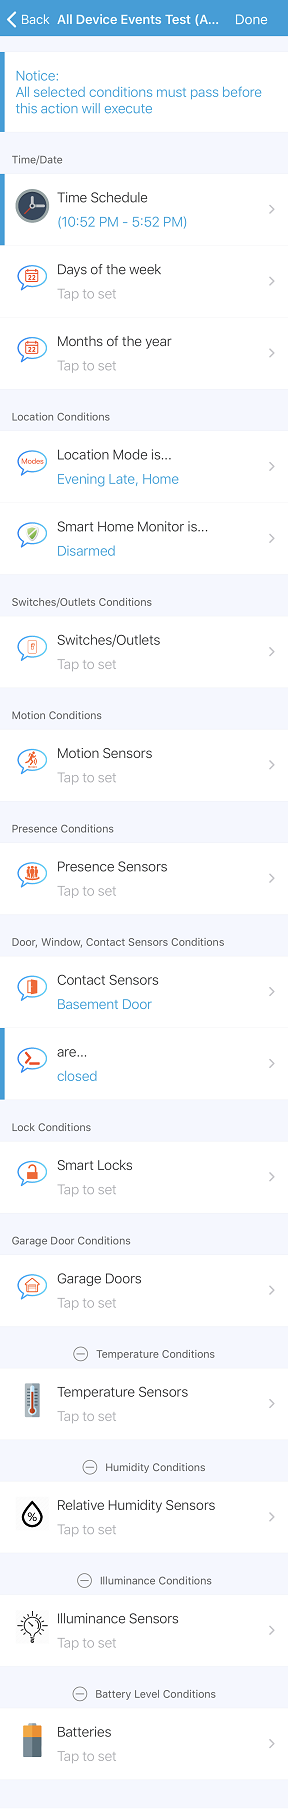 Back All Device Events Test (A... Done
Notice:
All selected conditions must pass before
this action will execute
Time/Date
Time Schedule
(10:52 PM - 5:52 PM)
22
Days of the week
Tap to set
22
Months of the year
Tap to set
Location Conditions
Modes
Location Mode is...
Evening Late, Home
Smart Home Monitor is...
Disarmed
Switches/Outlets Conditions
Switches/Outlets
Tap to set
Motion Conditions
Motion Sensors
Tap to set
Presence Conditions
Presence Sensors
Tap to set
Door, Window, Contact Sensors Conditions
Contact Sensors
Basement Door
are...
closed
Lock Conditions
Smart Locks
Tap to set
Garage Door Conditions
Garage Doors
Tap to set
Temperature Conditions
Temperature Sensors
Tap to set
Humidity Conditions
%
Relative Humidity Sensors
Tap to set
Illuminance Conditions
Illuminance Sensors
Tap to set
Battery Level Conditions
Batteries
Tap to set